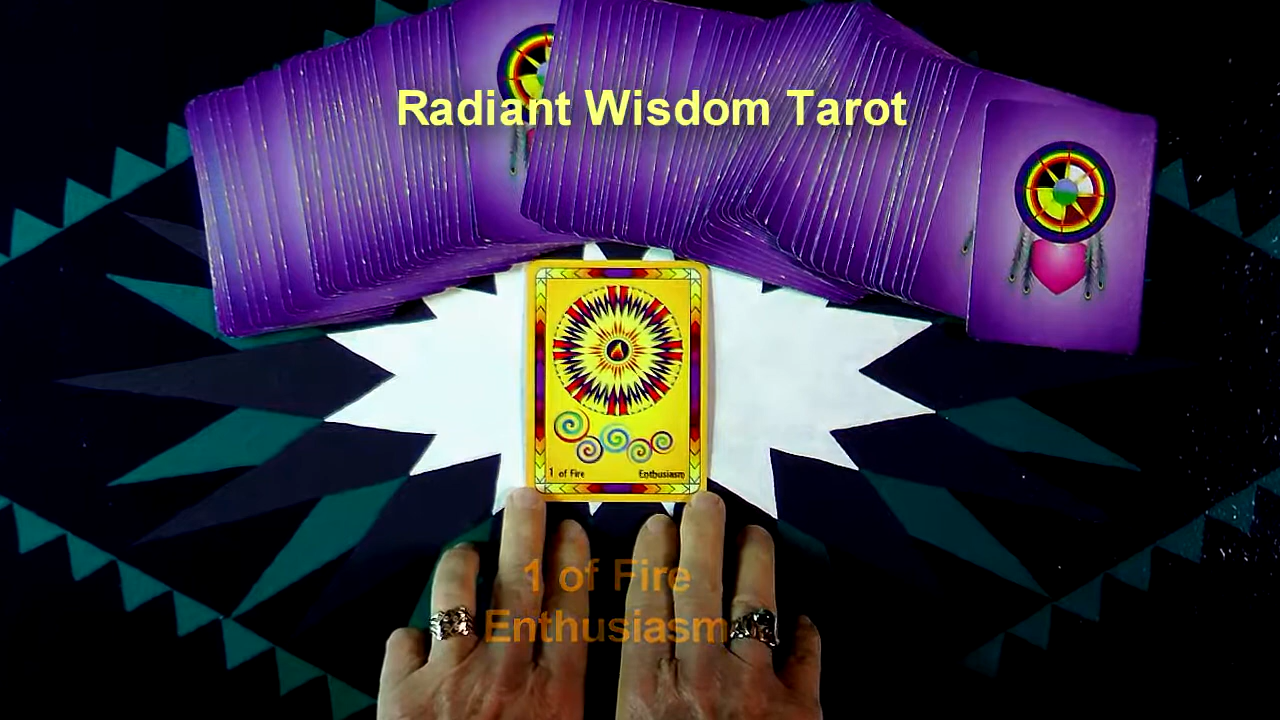 Radiant Wisdom Tarot
1 of Fire Enthusiasm
1 of Fire
Enthusiasm